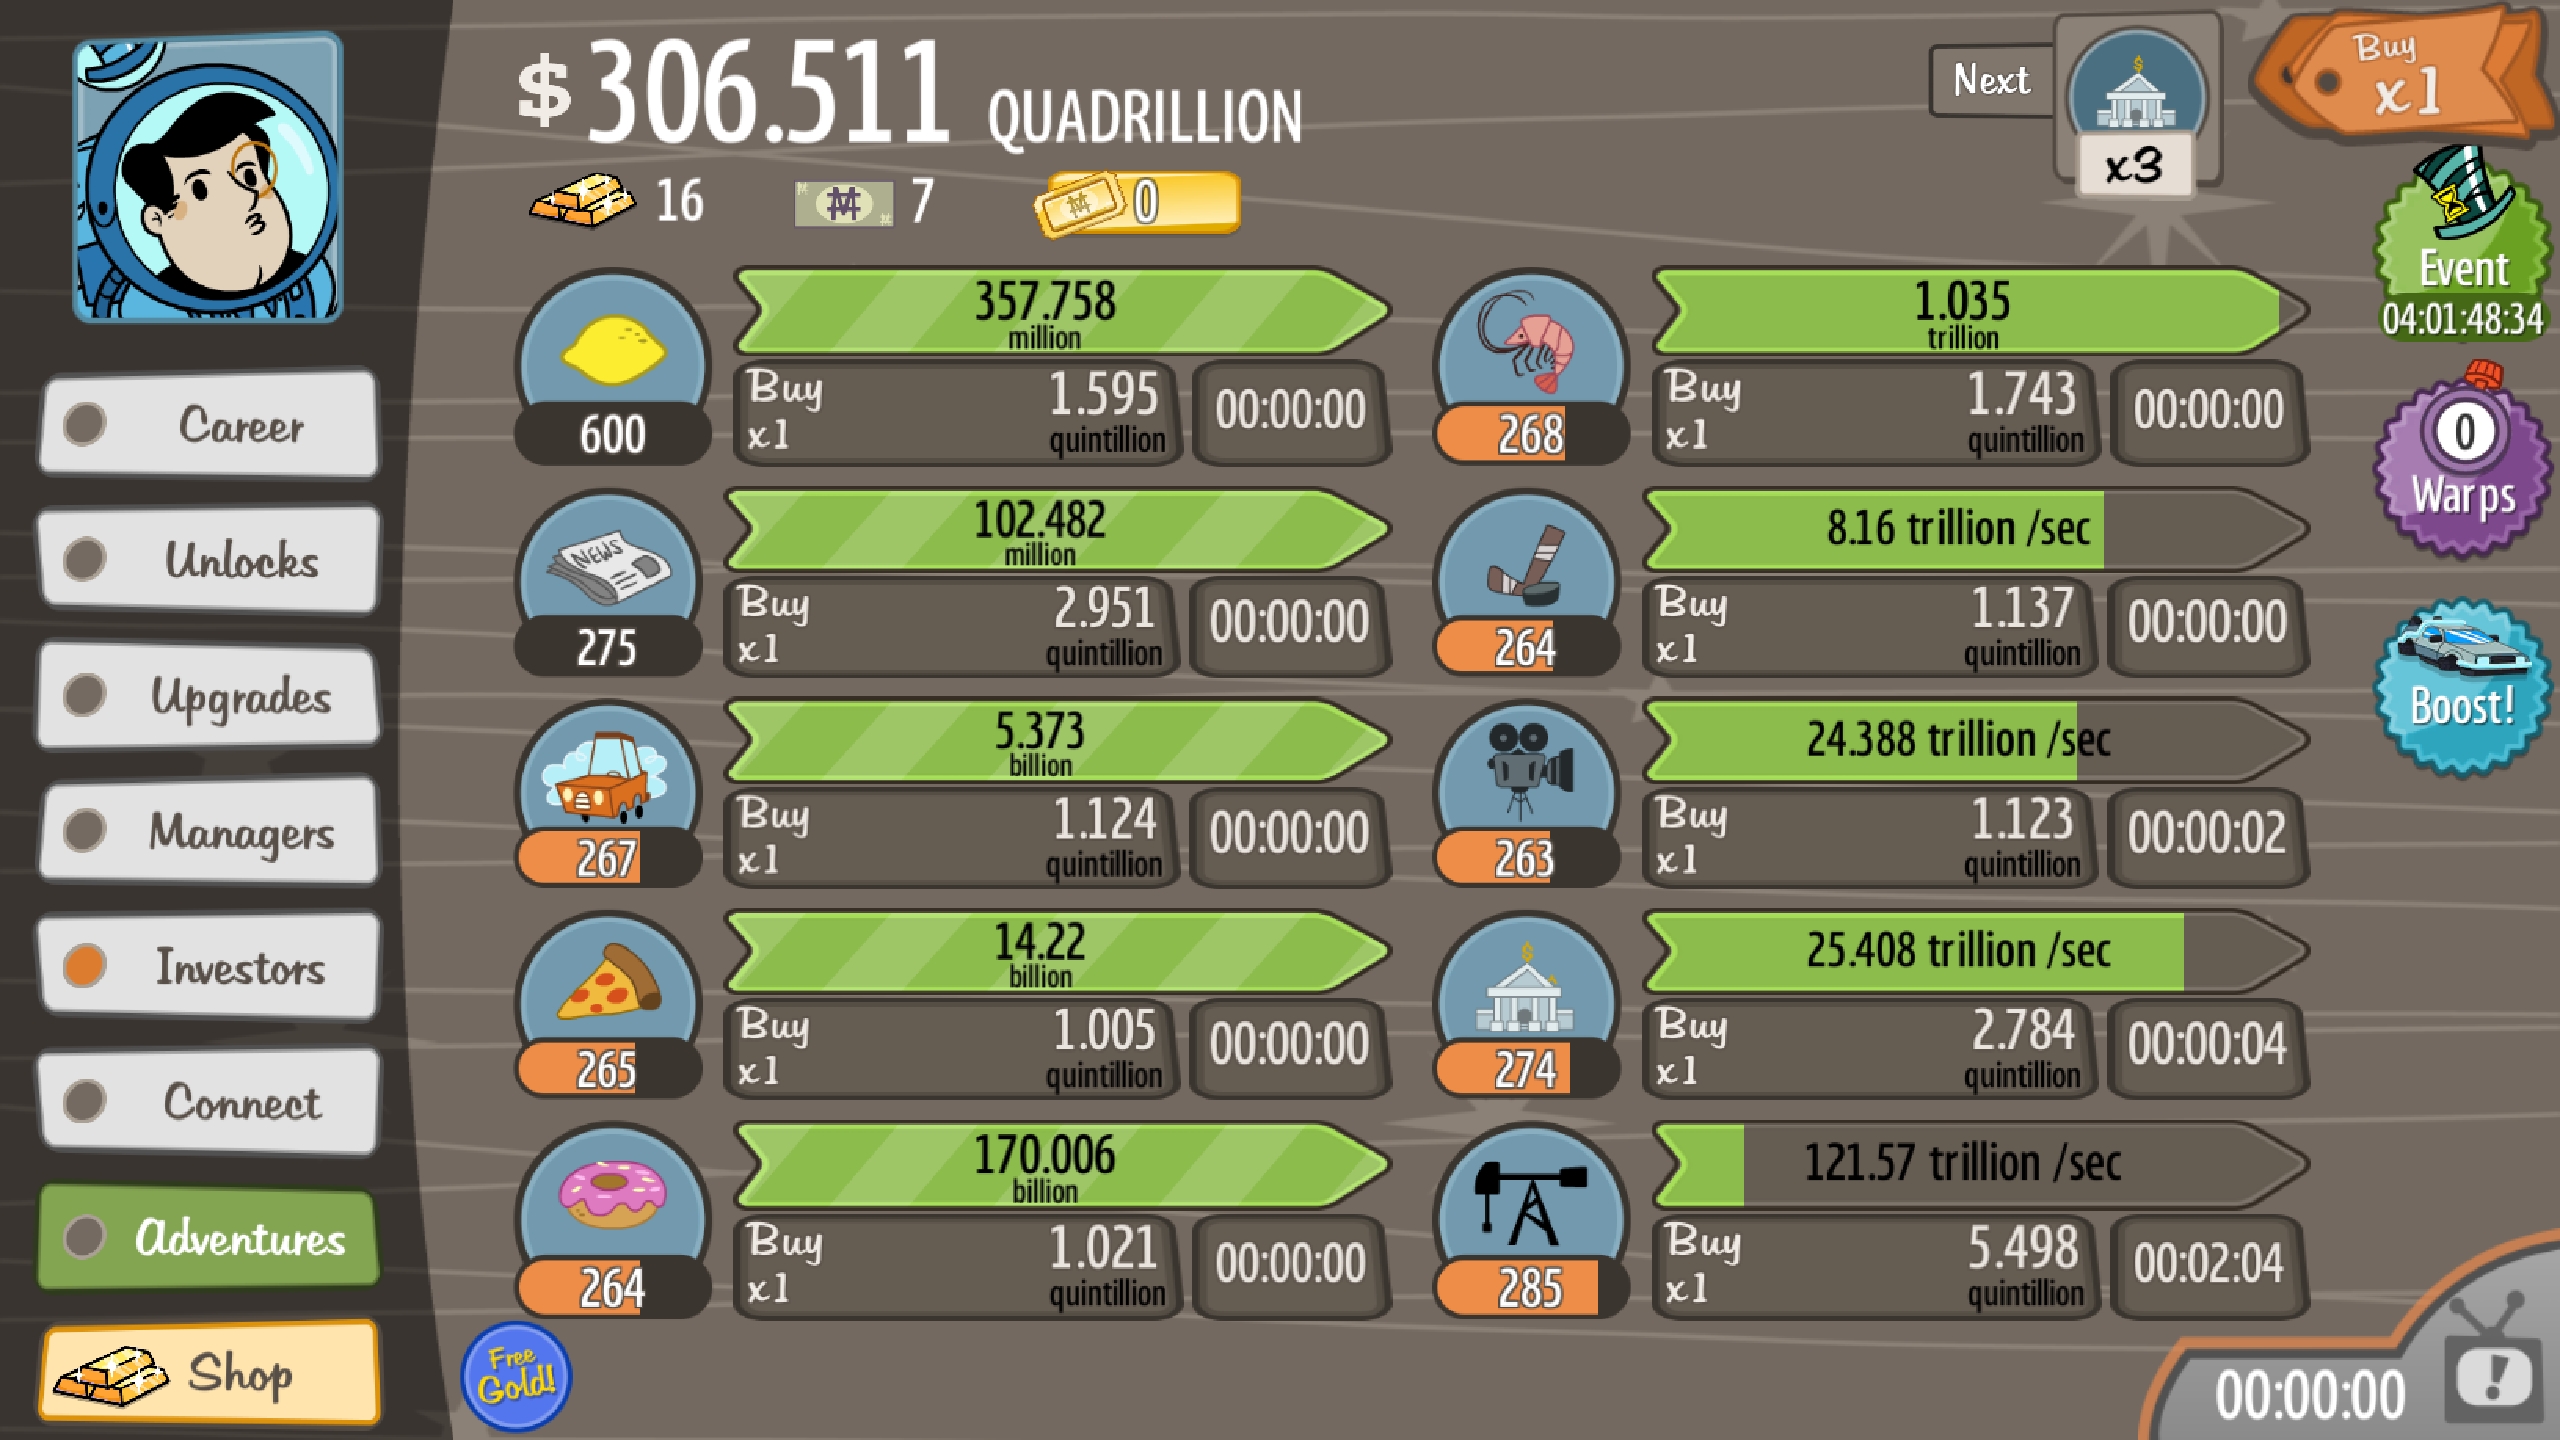 $306.511 QUADRILLION
16
7
0
Next
x3
Buy
x1
Event
04:01:48:34
0
Warps
Boost!
Career
Unlocks
Upgrades
Managers
Investors
Connect
Adventures
Shop
357.758
million
600
Buy
x1
1.595
quintillion
00:00:00
NEWS
102.482
million
275
Buy
x1
2.951
quintillion
00:00:00
5.373
billion
267
Buy
x1
1.124
quintillion
00:00:00
14.22
billion
265
Buy
x1
1.005
quintillion
00:00:00
170.006
billion
264
Buy
x1
1.021
quintillion
00:00:00
1.035
trillion
268
Buy
x1
1.743
quintillion
00:00:00
8.16 trillion /sec
264
Buy
x1
1.137
quintillion
00:00:00
24.388 trillion /sec
263
Buy
x1
1.123
quintillion
00:00:02
25.408 trillion /sec
274
Buy
x1
2.784
quintillion
00:00:04
121.57 trillion /sec
285
Buy
x1
5.498
quintillion
00:02:04
Free
Gold!
00:00:00
!